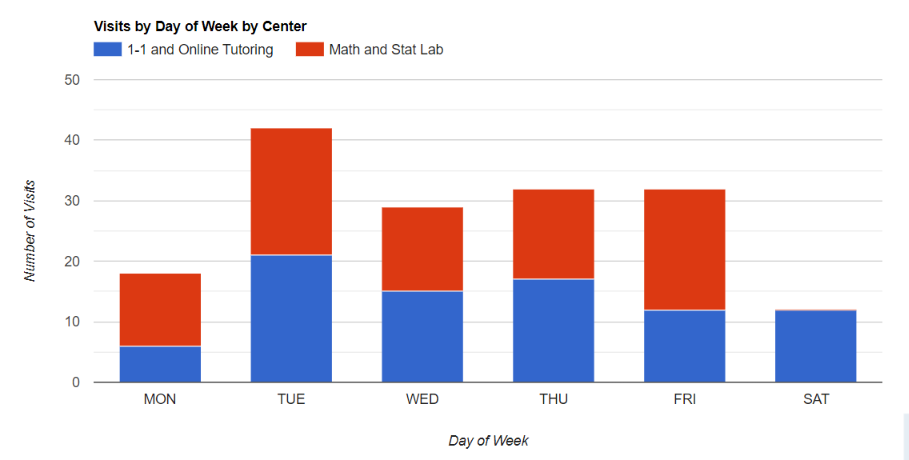 Visits by Day of Week by Center
1-1 and Online Tutoring Math and Stat Lab
50
40
30
20
10
0
Number of Visits
MON TUE WED THU FRI SAT
Day of Week